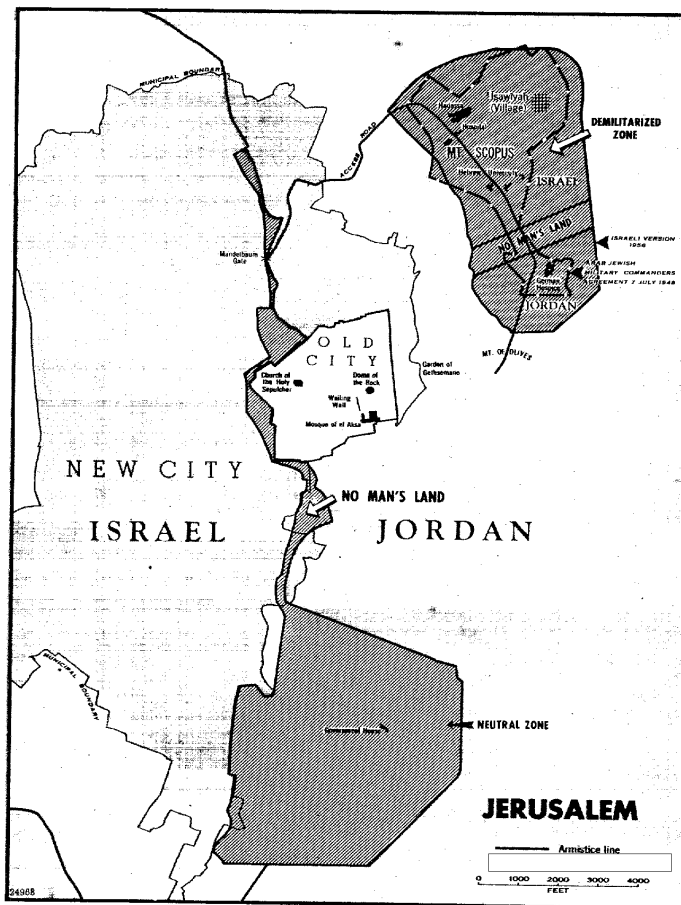 MUNICIPAL BOUNDARY
ACCESS ROAD
Isawiyah
(Village)
Hadassa
Hospital
DEMILITARIZED
ZONE
MT. SCOPUS
Hebrew University
ISRAEL
NO MAN'S LAND
ISRAELI VERSION
1956
ARAB JEWISH
MILITARY COMMANDERS
AGREEMENT 7 JULY 1948
German
Hospice
JORDAN
MT. OF OLIVES
Mandelbaum
Gate
OLD
CITY
Church of
the Holy
Sepulcher
Dome of
the Rock
Wailing
Wall
Mosque of el Aksa
Garden of
Gethsemane
NEW CITY
ISRAEL
NO MAN'S LAND
JORDAN
MUNICIPAL BOUNDARY
Government House
NEUTRAL ZONE
JERUSALEM
Armistice line
0 1000 2000 3000 4000
FEET
24968